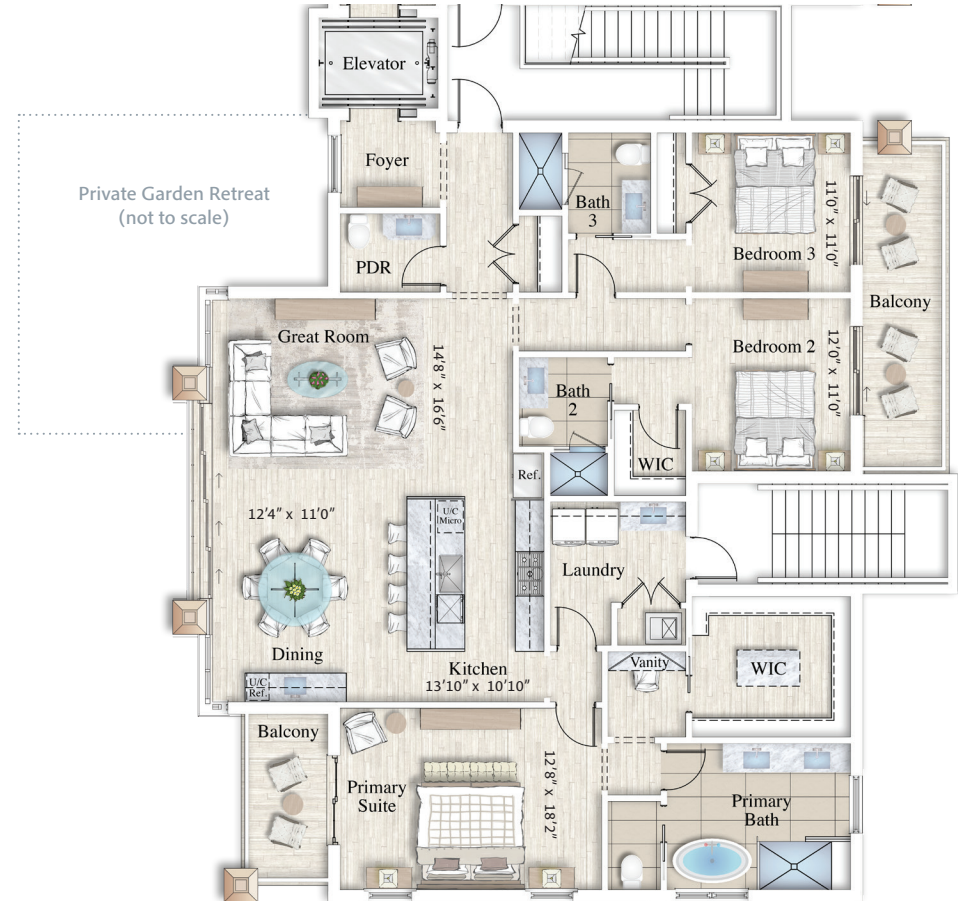 Elevator
Foyer
Private Garden Retreat
(not to scale)
Bath
3
11'0" x 11'0"
PDR
Bedroom 3
Balcony
Great Room
14'8" x 16'6"
Bedroom 2
12'0" x 11'0"
Bath
2
WIC
Ref.
12'4" x 11'0"
U/C
Micro
Laundry
Dining
Kitchen
13'10" x 10'10"
Vanity
WIC
U/C
Ref.
Balcony
Primary
Suite
12'8" x 18'2"
Primary
Bath